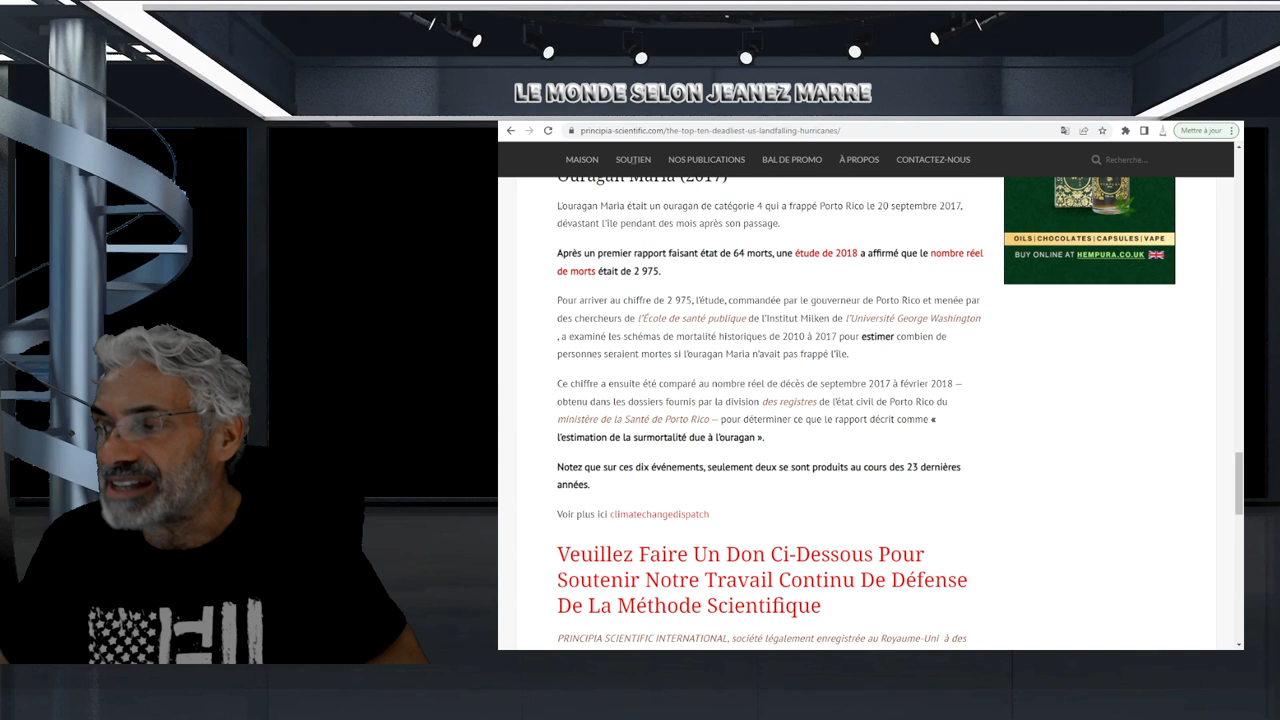 LE MONDE SELON JEANEZ MARRE
principia-scientific.com/the-top-ten-deadliest-us-landfalling-hurricanes/
Mettre à jour
MAISON SOUTIEN NOS PUBLICATIONS BAL DE PROMO À PROPOS CONTACTEZ-NOUS Recherche...
Ouragan Maria (2017)
L'ouragan Maria était un ouragan de catégorie 4 qui a frappé Porto Rico le 20 septembre 2017,
dévastant l'île pendant des mois après son passage.
Après un premier rapport faisant état de 64 morts, une étude de 2018 a affirmé que le nombre réel
de morts était de 2 975.
Pour arriver au chiffre de 2 975, l'étude, commandée par le gouverneur de Porto Rico et menée par
des chercheurs de l'École de santé publique de l'Institut Milken de l'Université George Washington
, a examiné les schémas de mortalité historiques de 2010 à 2017 pour estimer combien de
personnes seraient mortes si l'ouragan Maria n'avait pas frappé l'île.
Ce chiffre a ensuite été comparé au nombre réel de décès de septembre 2017 à février 2018 —
obtenu dans les dossiers fournis par la division des registres de l'état civil de Porto Rico du
ministère de la Santé de Porto Rico — pour déterminer ce que le rapport décrit comme «
l'estimation de la surmortalité due à l'ouragan ».
Notez que sur ces dix événements, seulement deux se sont produits au cours des 23 dernières
années.
Voir plus ici climatechangedispatch
Veuillez Faire Un Don Ci-Dessous Pour
Soutenir Notre Travail Continu De Défense
De La Méthode Scientifique
PRINCIPIA SCIENTIFIC INTERNATIONAL, société légalement enregistrée au Royaume-Uni à des
OILS | CHOCOLATES | CAPSULES | VAPE
BUY ONLINE AT HEMPURA.CO.UK